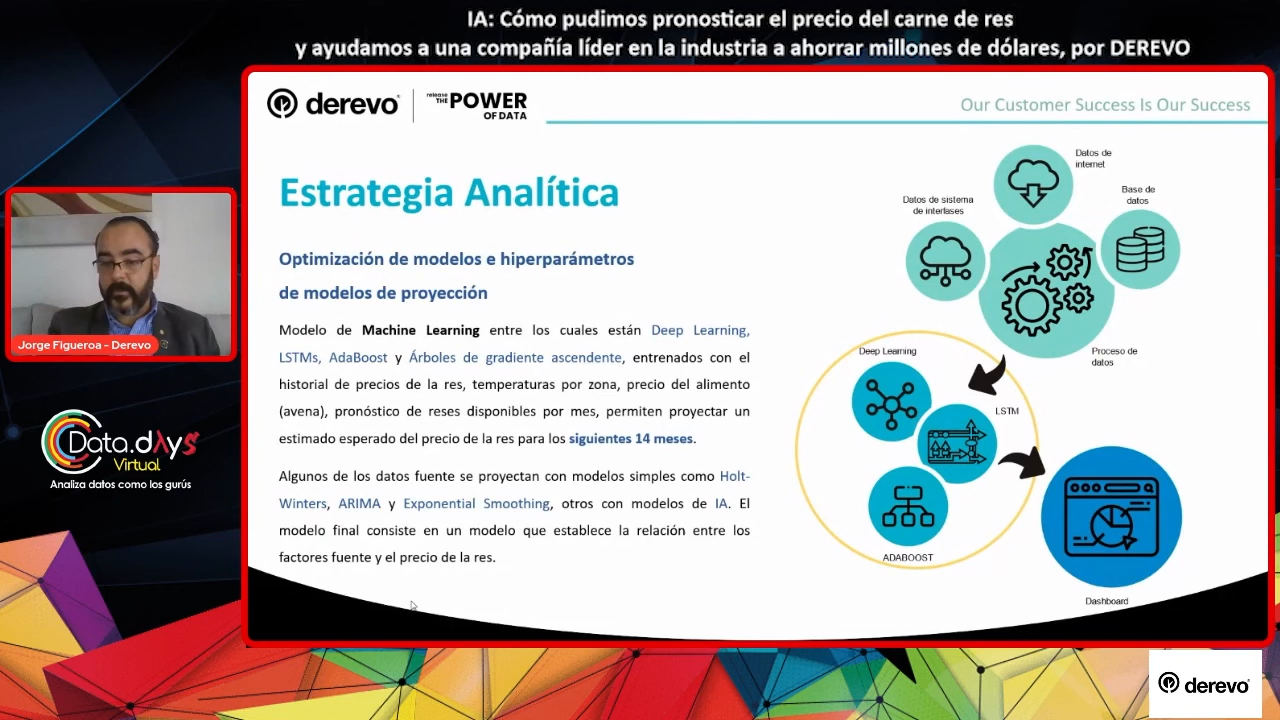 IA: Cómo pudimos pronosticar el precio del carne de res
y ayudamos a una compañía líder en la industria a ahorrar millones de dólares, por DEREVO
derevo
release THE POWER OF DATA
Our Customer Success Is Our Success
Estrategia Analítica
Optimización de modelos e hiperparámetros
de modelos de proyección
Modelo de Machine Learning entre los cuales están Deep Learning,
LSTMs, AdaBoost y Árboles de gradiente ascendente, entrenados con el
historial de precios de la res, temperaturas por zona, precio del alimento
(avena), pronóstico de reses disponibles por mes, permiten proyectar un
estimado esperado del precio de la res para los siguientes 14 meses.
Algunos de los datos fuente se proyectan con modelos simples como Holt-
Winters, ARIMA y Exponential Smoothing, otros con modelos de IA. El
modelo final consiste en un modelo que establece la relación entre los
factores fuente y el precio de la res.
Datos de
internet
Datos de sistema
de interfases
Base de
datos
Proceso de
datos
Deep Learning
LSTM
ADABOOST
Dashboard
Jorge Figueroa - Derevo
Data.dAys
Virtual
Analiza datos como los gurús
derevo